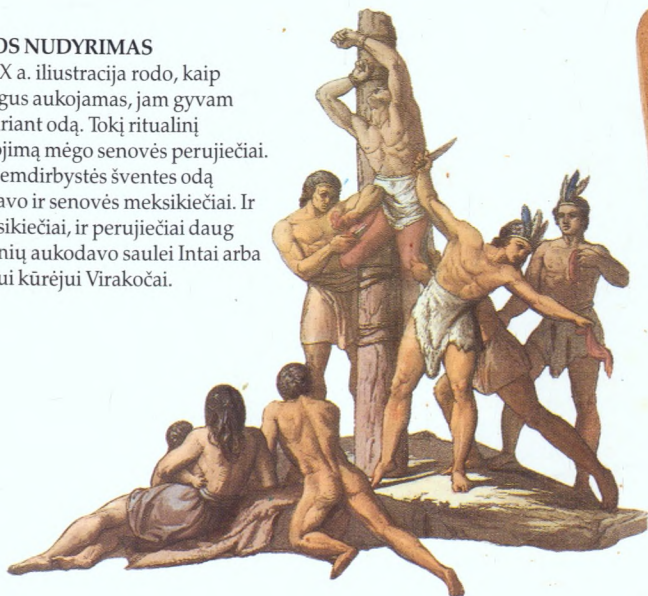 OS NUDYRIMAS
X a. iliustracija rodo, kaip
gus aukojamas, jam gyvam
riant odą. Tokį ritualinį
ojimą mėgo senovės perujiečiai.
emdirbystės šventes odą
avo ir senovės meksikiečiai. Ir
sikiečiai, ir perujiečiai daug
nių aukodavo saulei Intai arba
ui kūrėjui Virakočai.